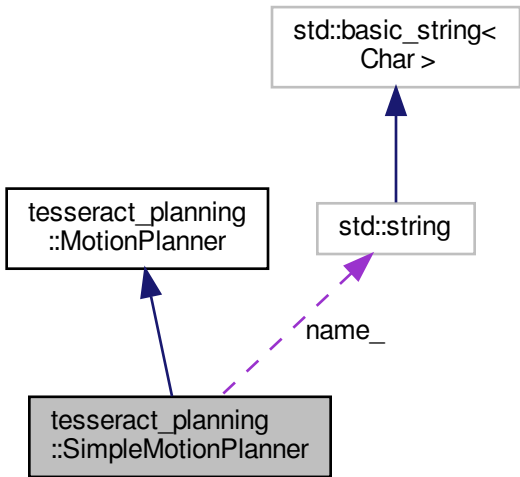 std::basic_string<
Char >
tesseract_planning
::MotionPlanner
std::string
name_
tesseract_planning
::SimpleMotionPlanner